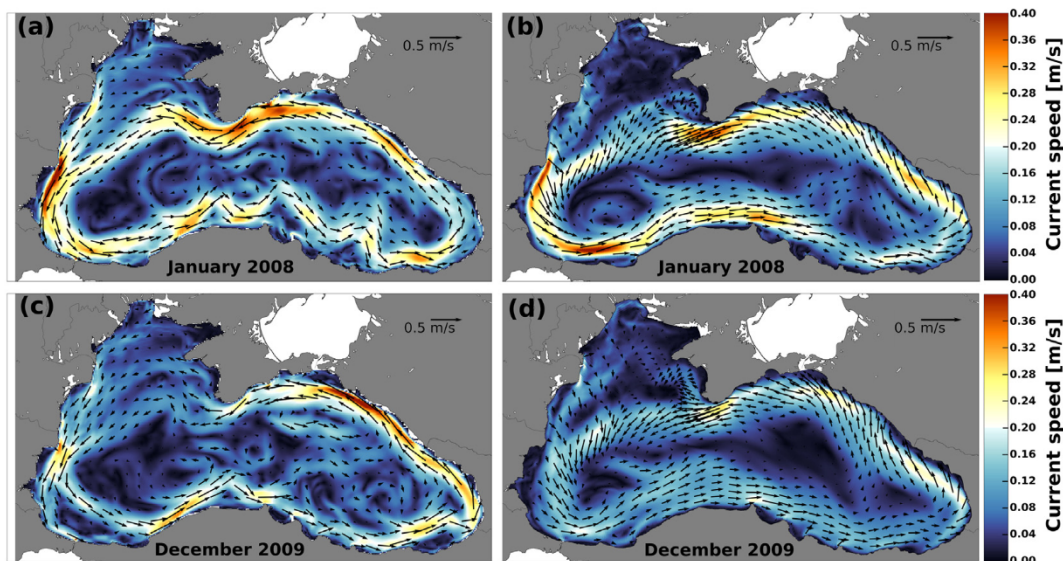 (a)
0.5 m/s
January 2008
(b)
0.5 m/s
January 2008
0.40
0.36
0.32
0.28
0.24
0.20
0.16
0.12
0.08
0.04
0.00
Current speed [m/s]
(c)
0.5 m/s
December 2009
(d)
0.5 m/s
December 2009
0.40
0.36
0.32
0.28
0.24
0.20
0.16
0.12
0.08
0.04
0.00
Current speed [m/s]